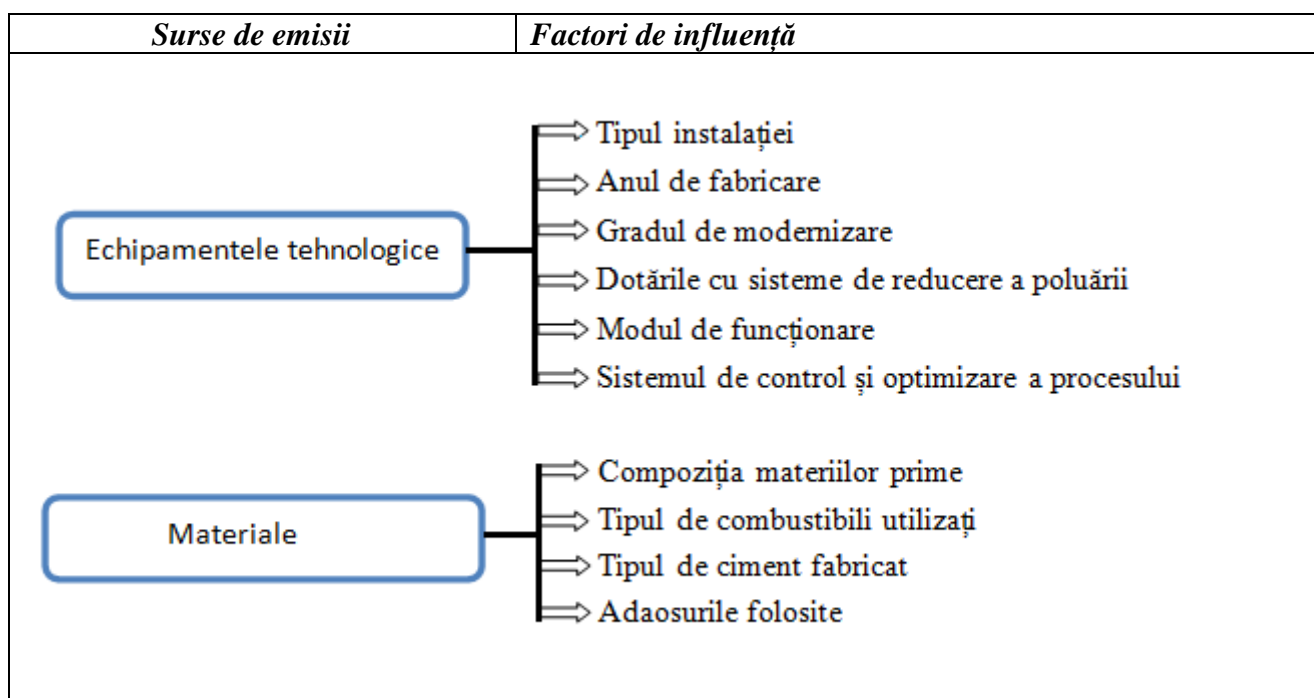 Surse de emisii
Factori de influență
Echipamentele tehnologice
Tipul instalației
Anul de fabricare
Gradul de modernizare
Dotările cu sisteme de reducere a poluării
Modul de funcționare
Sistemul de control și optimizare a procesului
Materiale
Compoziția materiilor prime
Tipul de combustibili utilizați
Tipul de ciment fabricat
Adaosurile folosite